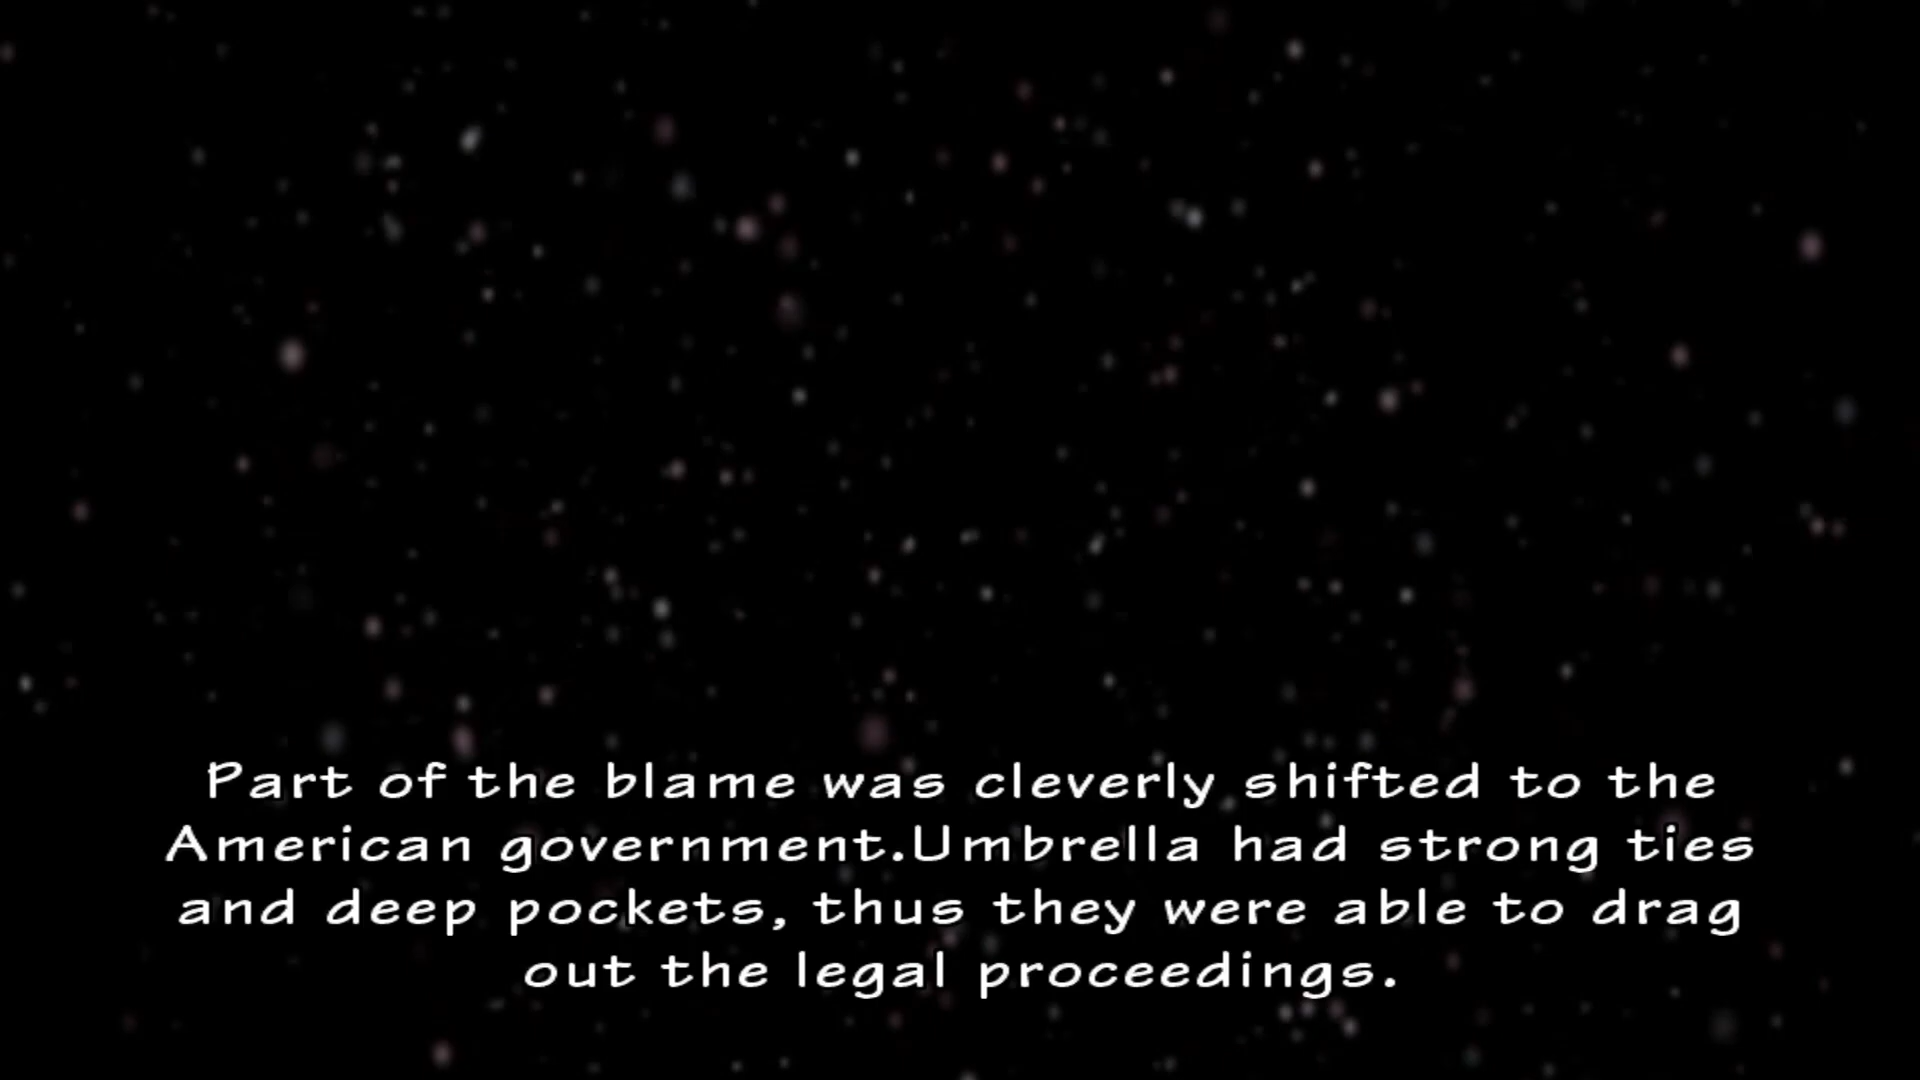 Part of the blame was cleverly shifted to the
American government.Umbrella had strong ties
and deep pockets, thus they were able to drag
out the legal proceedings.